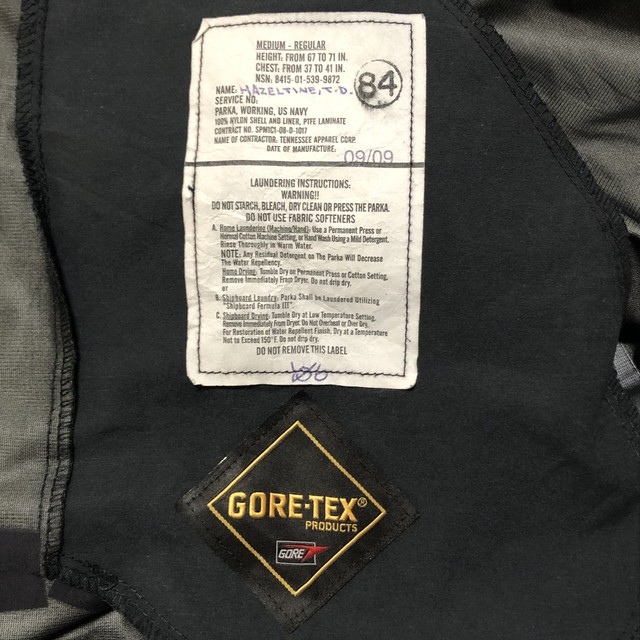 MEDIUM - REGULAR
HEIGHT: FROM 67 TO 71 IN.
CHEST: FROM 37 TO 41 IN.
NSN: 8415-01-539-9872
84
NAME: HAZELTINE, T.D.
SERVICE NO:
PARKA, WORKING, US NAVY
100% NYLON SHELL AND LINER, PTFE LAMINATE
CONTRACT NO. SPM1C1-08-D-1017
NAME OF CONTRACTOR: TENNESSEE APPAREL CORP.
DATE OF MANUFACTURE:
09/09
LAUNDERING INSTRUCTIONS:
WARNING!!
DO NOT STARCH, BLEACH, DRY CLEAN OR PRESS THE PARKA.
DO NOT USE FABRIC SOFTENERS
A. Home Laundering (Machine/Hand): Use a Permanent Press or
Normal Cotton Machine Setting, or Hand Wash Using a Mild Detergent.
Rinse Thoroughly in Warm Water.
NOTE: Any Residual Detergent on The Parka Will Decrease
The Water Repellency.
Home Drying: Tumble Dry on Permanent Press or Cotton Setting,
Remove Immediately From Dryer. Do not drip dry.
or
B. Shipboard Laundry: Parka Shall be Laundered Utilizing
"Shipboard Formula III".
C. Shipboard Drying: Tumble Dry at Low Temperature Setting,
Remove Immediately From Dryer. Do Not Overheat or Over Dry.
For Restoration of Water Repellent Finish, Dry at a Temperature
Not to Exceed 150°F. Do not drip dry.
DO NOT REMOVE THIS LABEL
GORE-TEX®
PRODUCTS
GORE